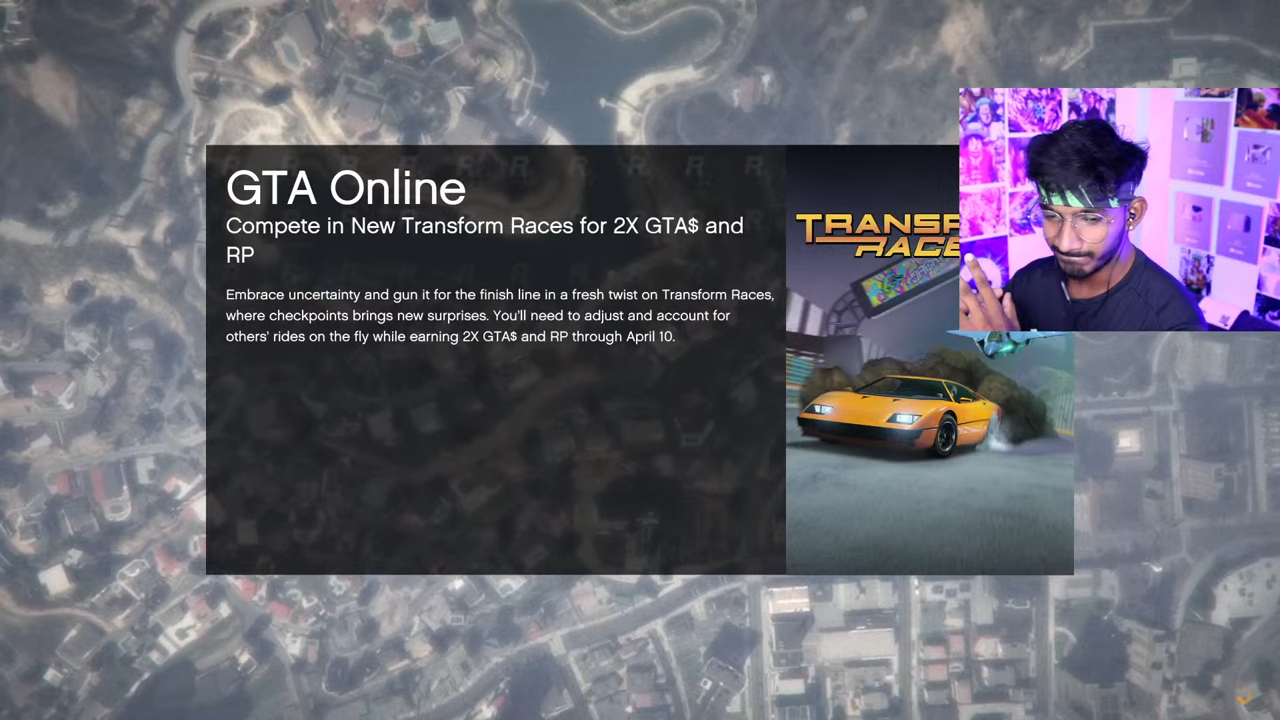 GTA Online
Compete in New Transform Races for 2X GTA$ and
RP
Embrace uncertainty and gun it for the finish line in a fresh twist on Transform Races,
where checkpoints brings new surprises. You'll need to adjust and account for
others' rides on the fly while earning 2X GTA$ and RP through April 10.